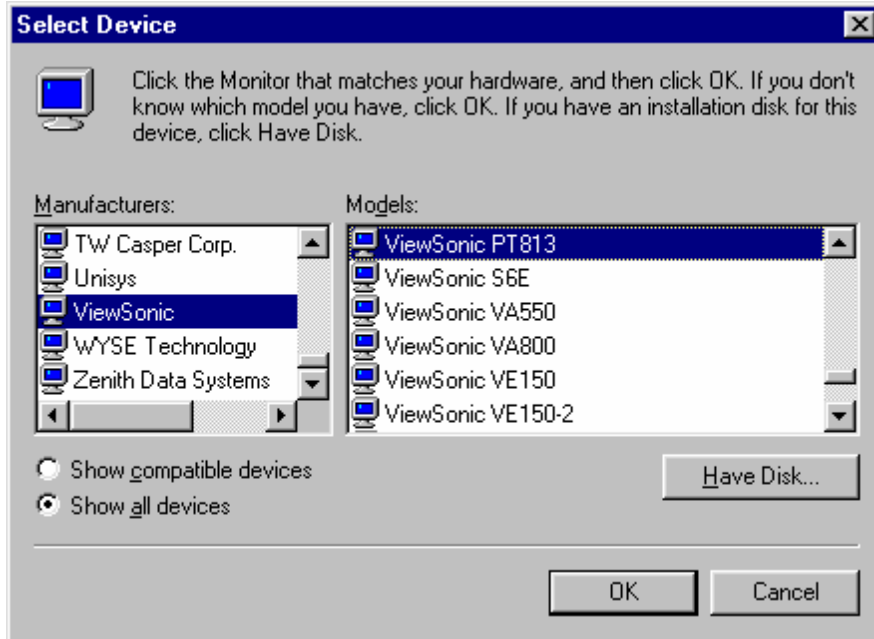 Select Device
Click the Monitor that matches your hardware, and then click OK. If you don't
know which model you have, click OK. If you have an installation disk for this
device, click Have Disk.
Manufacturers:
TW Casper Corp.
Unisys
ViewSonic
WYSE Technology
Zenith Data Systems
Models:
ViewSonic PT813
ViewSonic S6E
ViewSonic VA550
ViewSonic VA800
ViewSonic VE150
ViewSonic VE150-2
Show compatible devices
Show all devices
Have Disk...
OK
Cancel